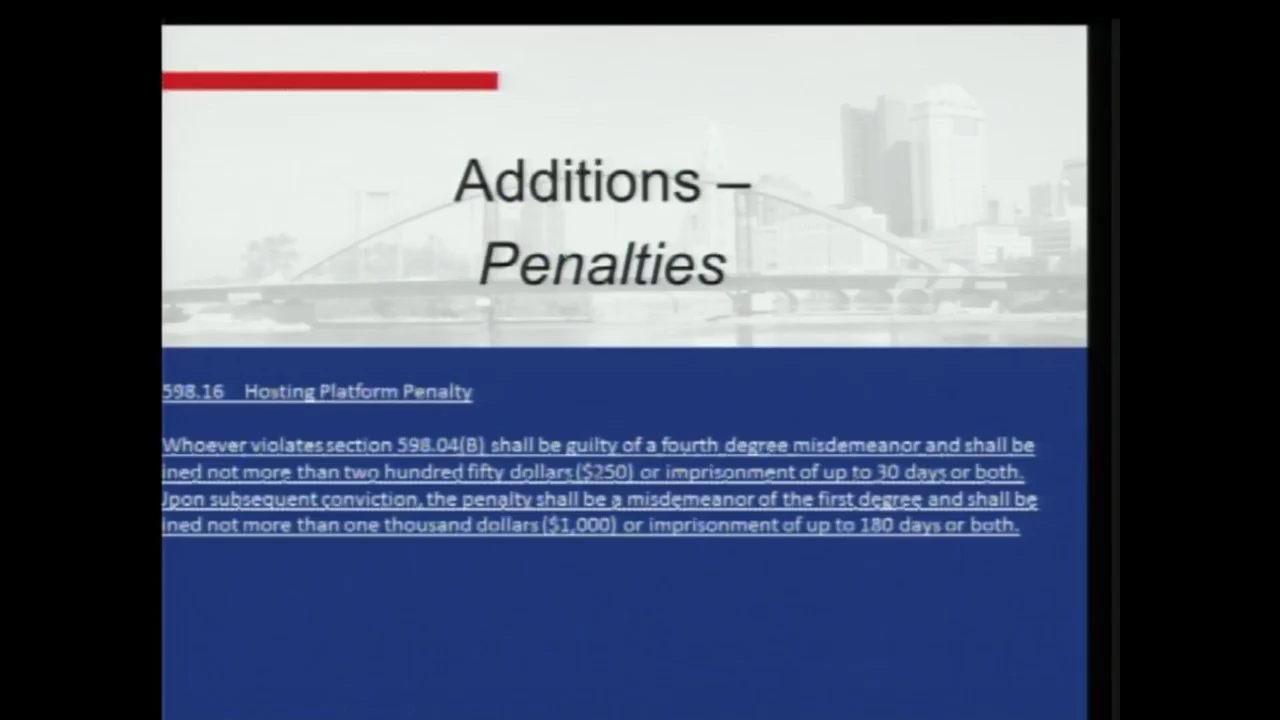 Additions –
Penalties
598.16 Hosting Platform Penalty
Whoever violates section 598.04(B) shall be guilty of a fourth degree misdemeanor and shall be
ined not more than two hundred fifty dollars ($250) or imprisonment of up to 30 days or both.
Upon subsequent conviction, the penalty shall be a misdemeanor of the first degree and shall be
ined not more than one thousand dollars ($1,000) or imprisonment of up to 180 days or both.